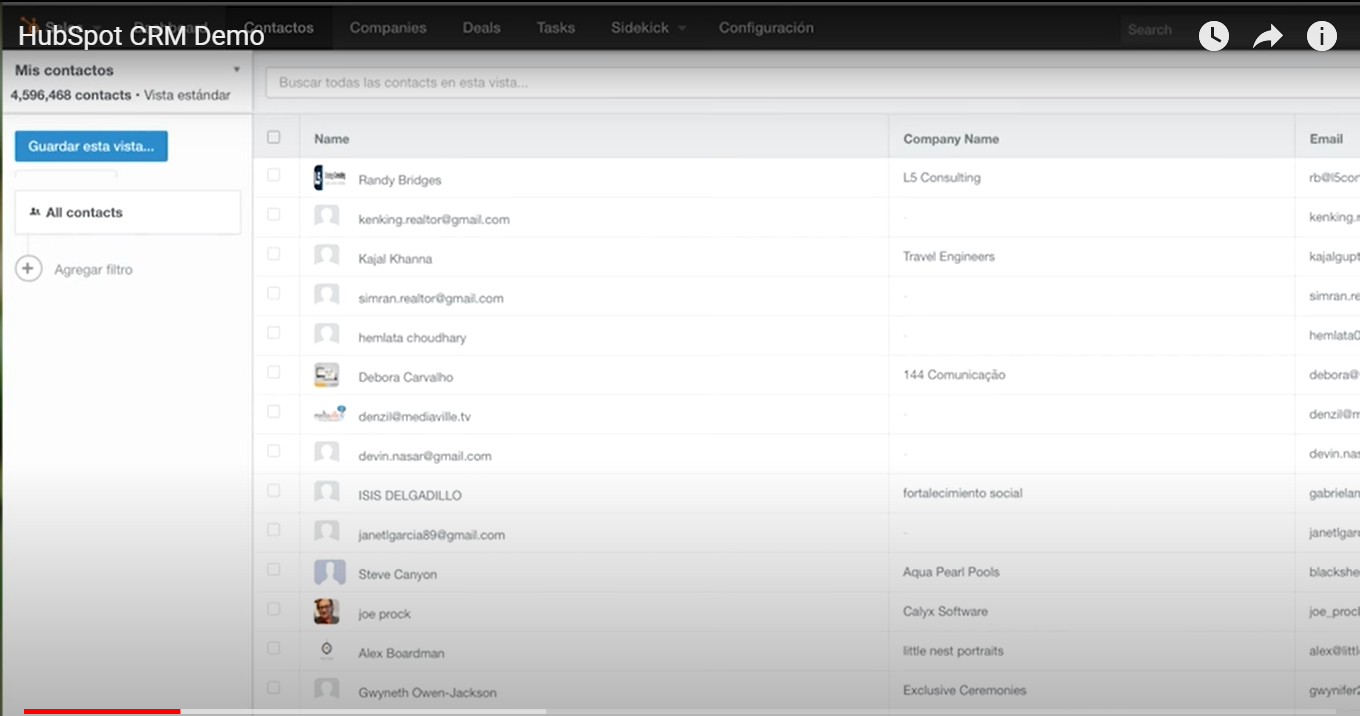 HubSpot CRM Demo
Contactos Companies Deals Tasks Sidekick Configuración Search
Mis contactos
4,596,468 contacts • Vista estándar
Buscar todas las contacts en esta vista...
Guardar esta vista...
All contacts
Agregar filtro
Name Company Name Email
Randy Bridges L5 Consulting rb@l5cor
kenking.realtor@gmail.com - kenking.r
Kajal Khanna Travel Engineers kajalgupt
simran.realtor@gmail.com - simran.re
hemlata choudhary - hemlata0
Debora Carvalho 144 Comunicação debora@
denzil@mediaville.tv - denzil@m
devin.nasar@gmail.com - devin.nas
ISIS DELGADILLO fortalecimiento social gabrielan
janetlgarcia89@gmail.com - janetlgar
Steve Canyon Aqua Pearl Pools blackshe
joe prock Calyx Software joe_procl
Alex Boardman little nest portraits alex@littl
Gwyneth Owen-Jackson Exclusive Ceremonies gwynifer2